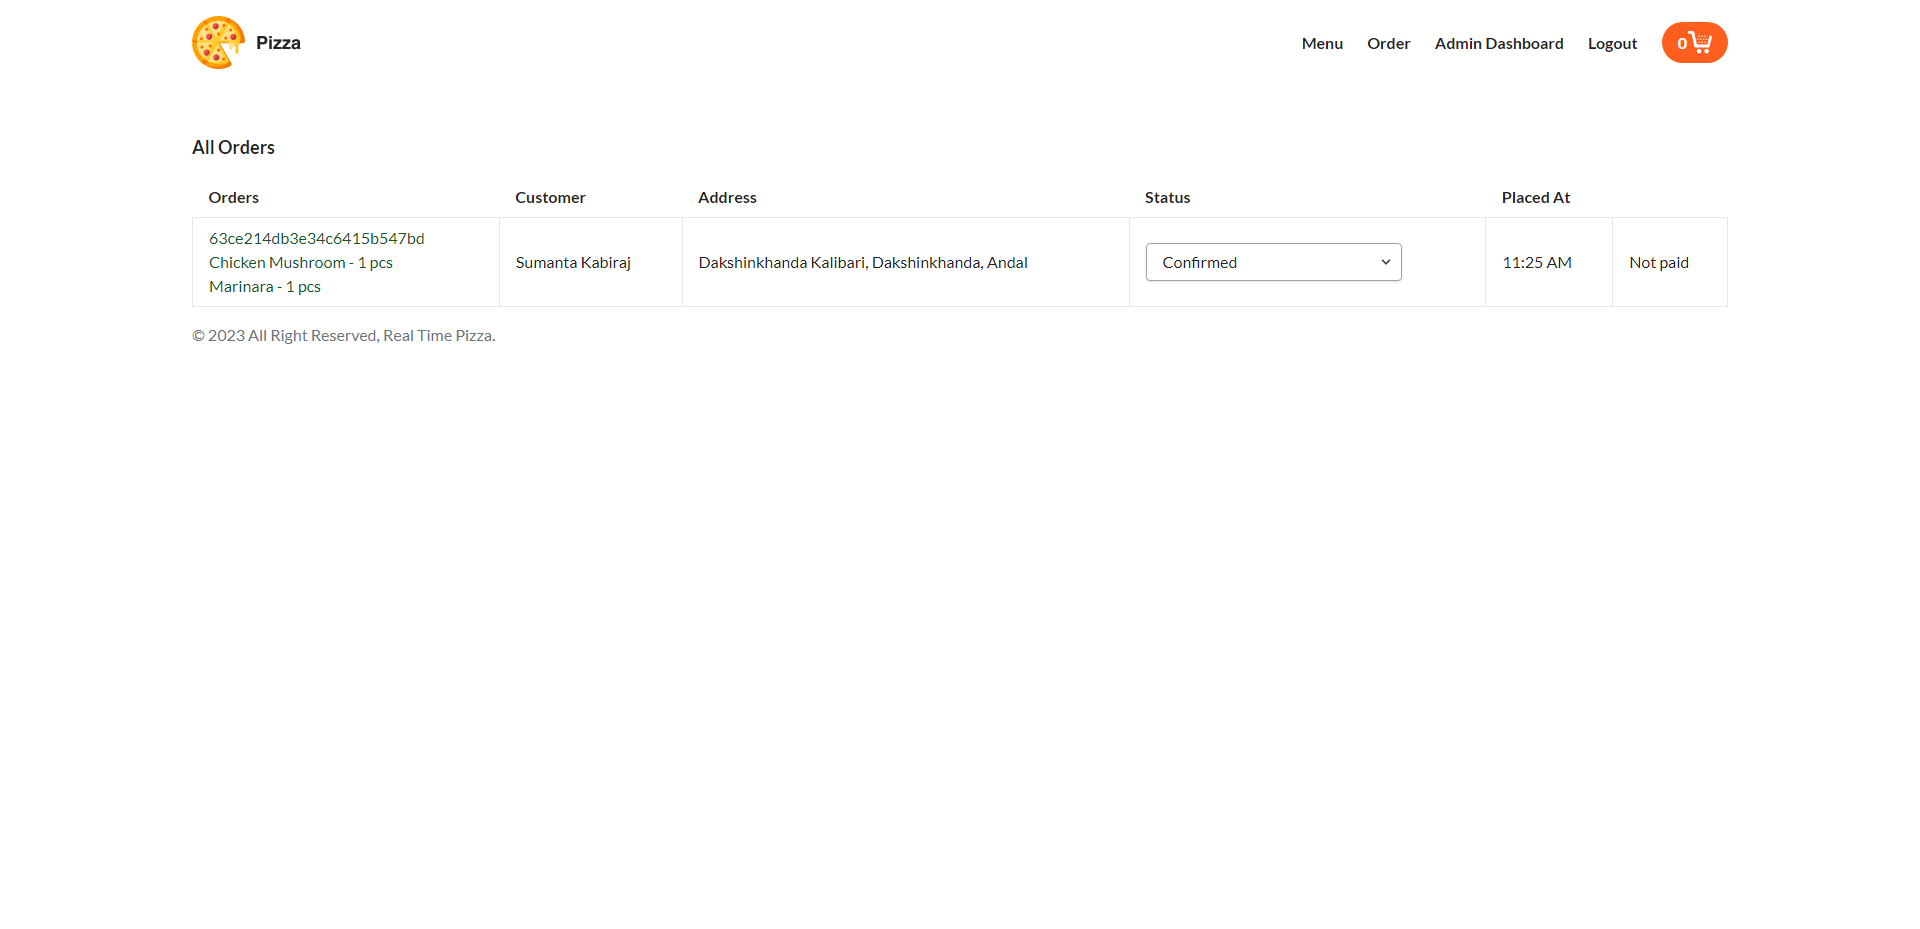 Pizza
Menu Order Admin Dashboard Logout 0
All Orders
Orders Customer Address Status Placed At
63ce214db3e34c6415b547bd
Chicken Mushroom - 1 pcs
Marinara - 1 pcs
Sumanta Kabiraj
Dakshinkhanda Kalibari, Dakshinkhanda, Andal
Confirmed
11:25 AM
Not paid
© 2023 All Right Reserved, Real Time Pizza.